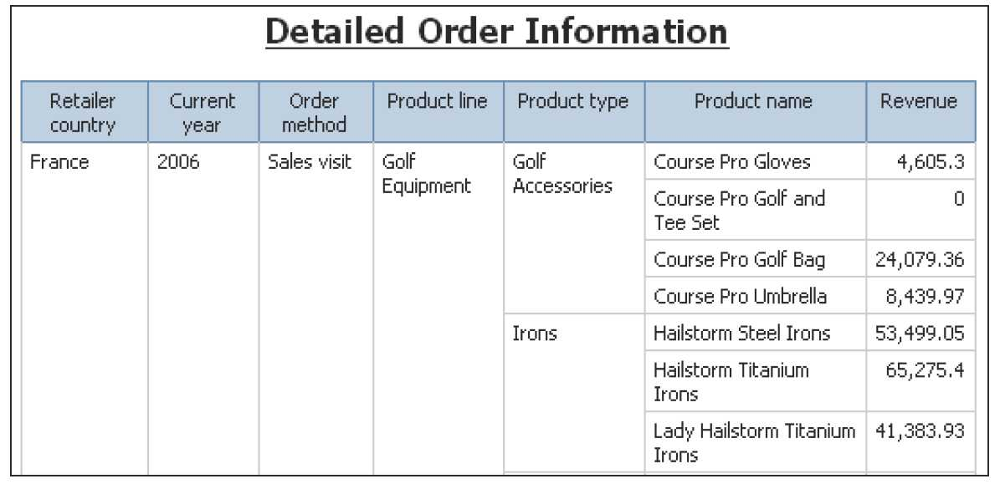 Detailed Order Information
Retailer country Current year Order method Product line Product type Product name Revenue
France 2006 Sales visit Golf Equipment Golf Accessories Course Pro Gloves 4,605.3
Course Pro Golf and Tee Set 0
Course Pro Golf Bag 24,079.36
Course Pro Umbrella 8,439.97
Irons Hailstorm Steel Irons 53,499.05
Hailstorm Titanium Irons 65,275.4
Lady Hailstorm Titanium Irons 41,383.93